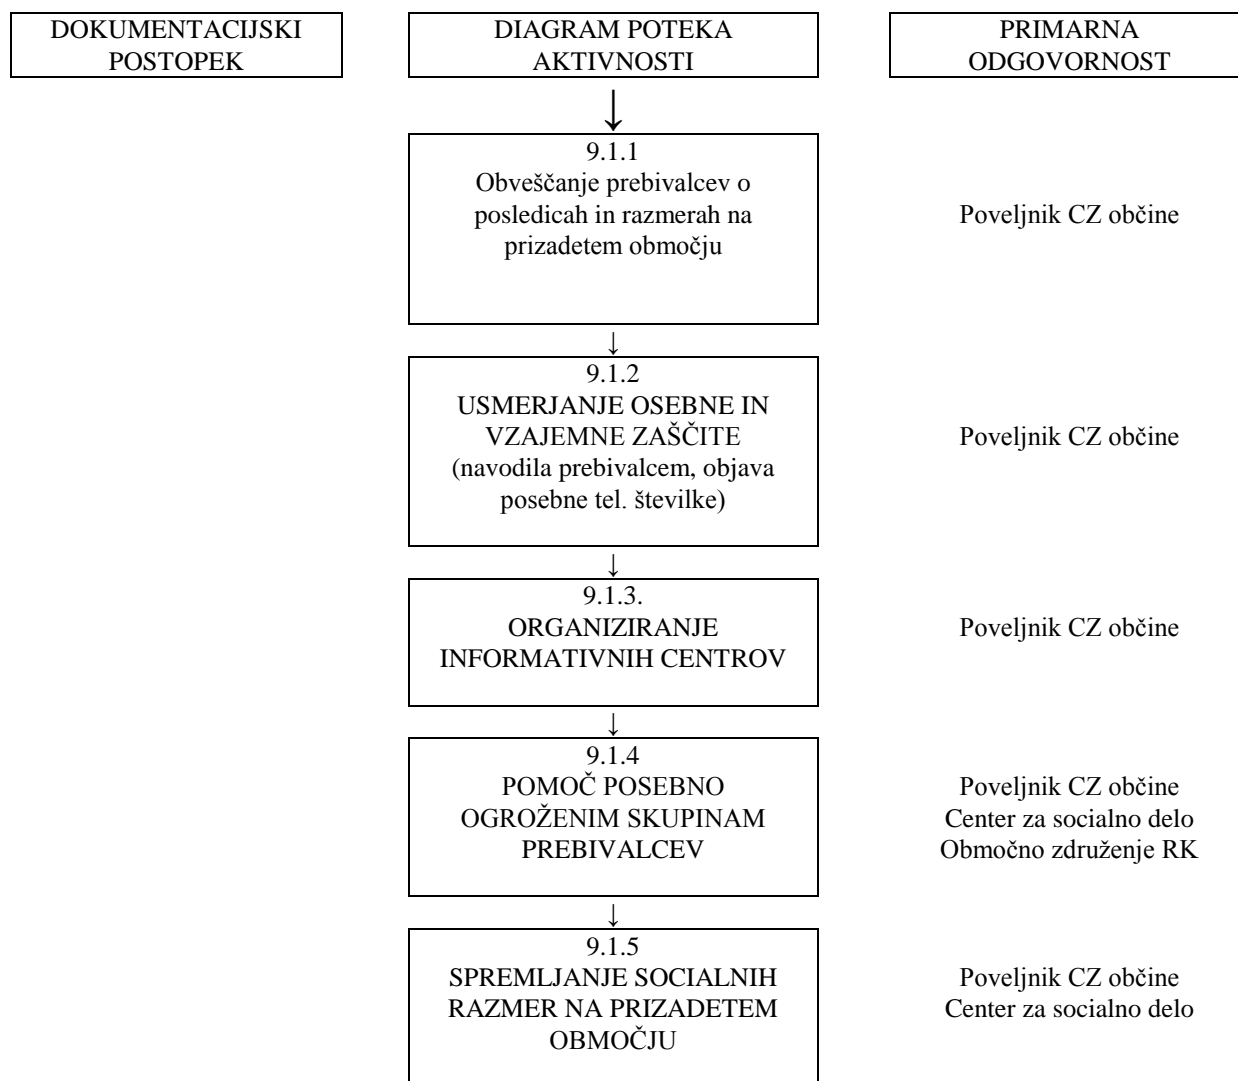 DOKUMENTACIJSKI
POSTOPEK
DIAGRAM POTEKA
AKTIVNOSTI
PRIMARNA
ODGOVORNOST
↓
9.1.1
Obveščanje prebivalcev o
posledicah in razmerah na
prizadetem območju
Poveljnik CZ občine
↓
9.1.2
USMERJANJE OSEBNE IN
VZAJEMNE ZAŠČITE
(navodila prebivalcem, objava
posebne tel. številke)
Poveljnik CZ občine
↓
9.1.3.
ORGANIZIRANJE
INFORMATIVNIH CENTROV
Poveljnik CZ občine
↓
9.1.4
POMOČ POSEBNO
OGROŽENIM SKUPINAM
PREBIVALCEV
Poveljnik CZ občine
Center za socialno delo
Območno združenje RK
↓
9.1.5
SPREMLJANJE SOCIALNIH
RAZMER NA PRIZADETEM
OBMOČJU
Poveljnik CZ občine
Center za socialno delo